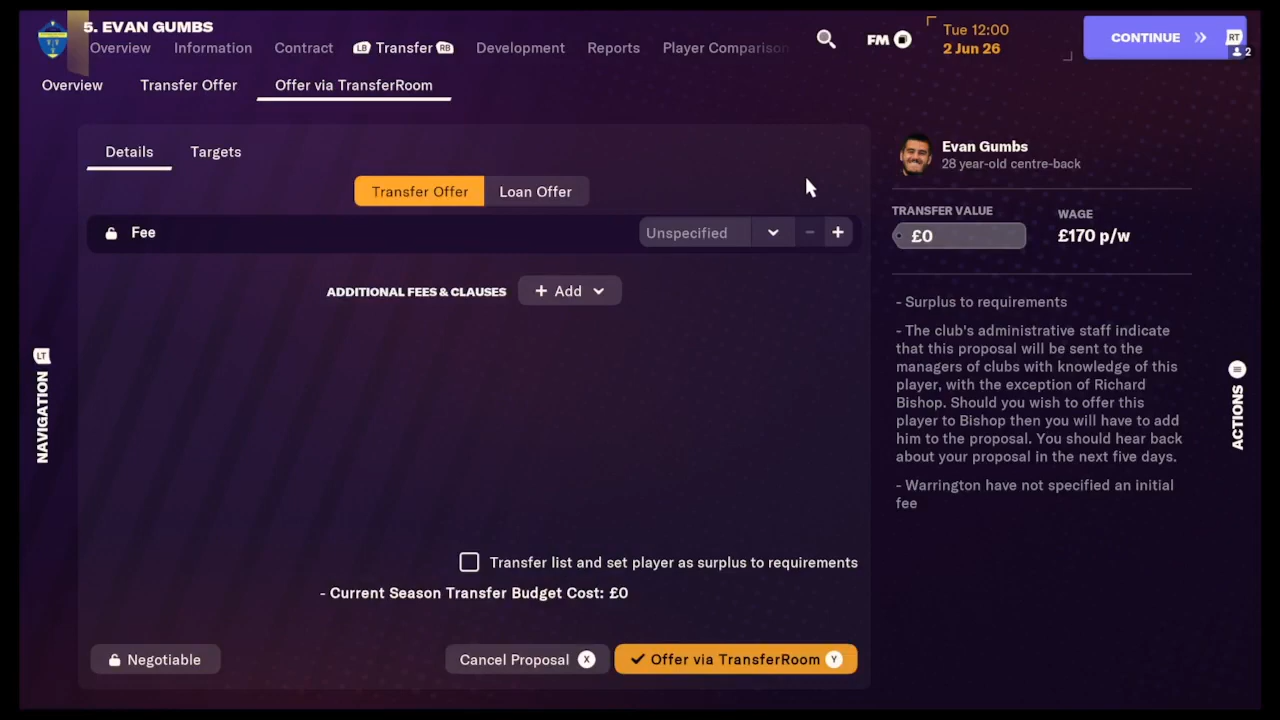 5. EVAN GUMBS
Overview Information Contract LB Transfer RB Development Reports Player Comparison
FM
Tue 12:00
2 Jun 26
CONTINUE RT
2
Overview Transfer Offer Offer via TransferRoom
Details Targets
Transfer Offer Loan Offer
Fee Unspecified
ADDITIONAL FEES & CLAUSES + Add
Transfer list and set player as surplus to requirements
- Current Season Transfer Budget Cost: £0
Negotiable Cancel Proposal X Offer via TransferRoom Y
LT
NAVIGATION
Evan Gumbs
28 year-old centre-back
TRANSFER VALUE WAGE
£0 £170 p/w
- Surplus to requirements
- The club's administrative staff indicate
that this proposal will be sent to the
managers of clubs with knowledge of this
player, with the exception of Richard
Bishop. Should you wish to offer this
player to Bishop then you will have to add
him to the proposal. You should hear back
about your proposal in the next five days.
- Warrington have not specified an initial
fee
ACTIONS